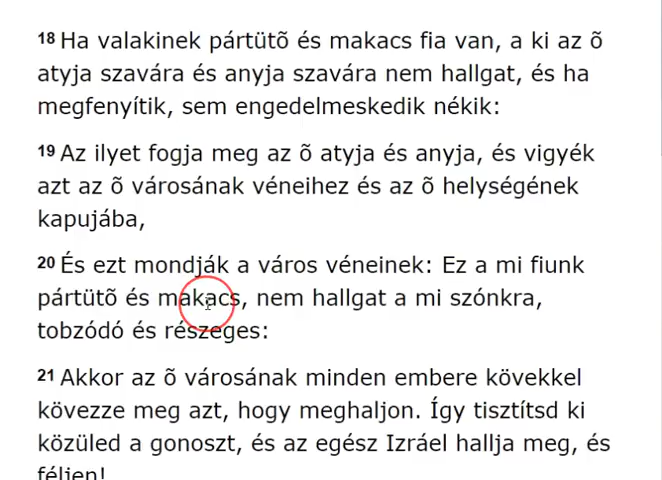 18 Ha valakinek pártütõ és makacs fia van, a ki az õ
atyja szavára és anyja szavára nem hallgat, és ha
megfenyítik, sem engedelmeskedik nékik:
19 Az ilyet fogja meg az õ atyja és anyja, és vigyék
azt az õ városának véneihez és az õ helységének
kapujába,
20 És ezt mondják a város véneinek: Ez a mi fiunk
pártütõ és makacs, nem hallgat a mi szónkra,
tobzódó és részeges:
21 Akkor az õ városának minden embere kövekkel
kövezze meg azt, hogy meghaljon. Így tisztítsd ki
közüled a gonoszt, és az egész Izráel hallja meg, és
féljen!